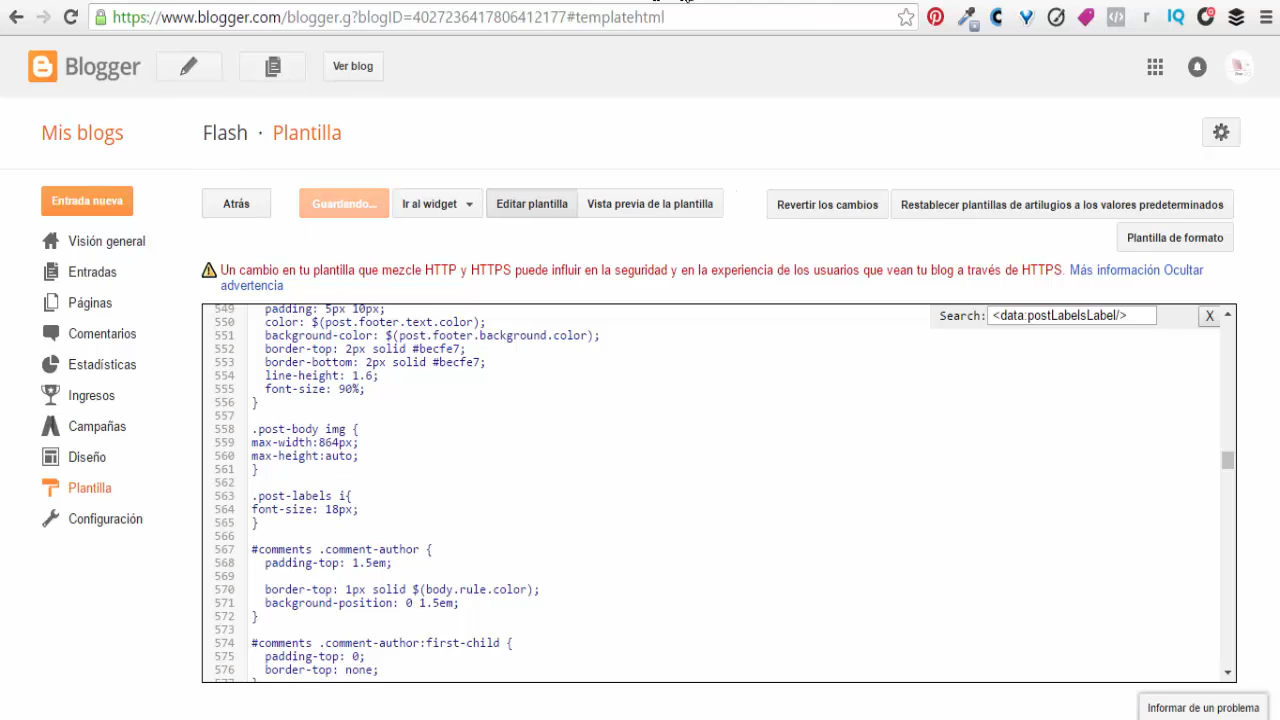 https://www.blogger.com/blogger.g?blogID=4027236417806412177#templatehtml
Blogger
Ver blog
Mis blogs
Flash · Plantilla
Entrada nueva
Atrás
Guardando...
Ir al widget
Editar plantilla
Vista previa de la plantilla
Revertir los cambios
Restablecer plantillas de artilugios a los valores predeterminados
Plantilla de formato
Visión general
Entradas
Páginas
Comentarios
Estadísticas
Ingresos
Campañas
Diseño
Plantilla
Configuración
Un cambio en tu plantilla que mezcle HTTP y HTTPS puede influir en la seguridad y en la experiencia de los usuarios que vean tu blog a través de HTTPS. Más información Ocultar
advertencia
Search: <data:postLabelsLabel/> X
549 padding: 5px 10px;
550 color: $(post.footer.text.color);
551 background-color: $(post.footer.background.color);
552 border-top: 2px solid #becfe7;
553 border-bottom: 2px solid #becfe7;
554 line-height: 1.6;
555 font-size: 90%;
556 }
557
558 .post-body img {
559 max-width:864px;
560 max-height:auto;
561 }
562
563 .post-labels i{
564 font-size: 18px;
565 }
566
567 #comments .comment-author {
568 padding-top: 1.5em;
569
570 border-top: 1px solid $(body.rule.color);
571 background-position: 0 1.5em;
572 }
573
574 #comments .comment-author:first-child {
575 padding-top: 0;
576 border-top: none;
Informar de un problema